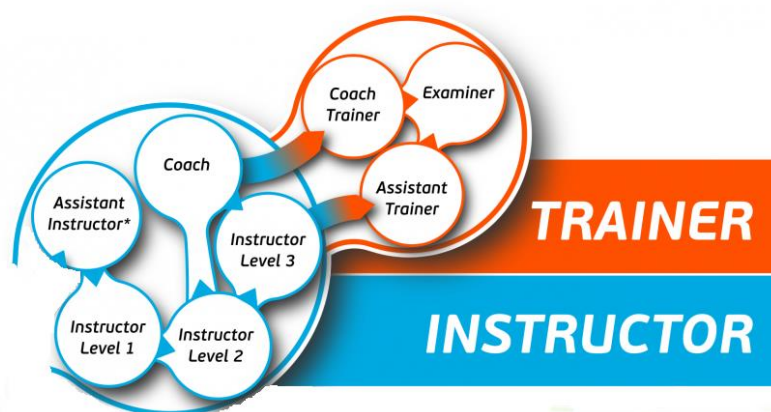 Coach
Trainer
Examiner
Coach
Assistant
Trainer
Assistant
Instructor*
Instructor
Level 3
Instructor
Level 1
Instructor
Level 2
TRAINER
INSTRUCTOR